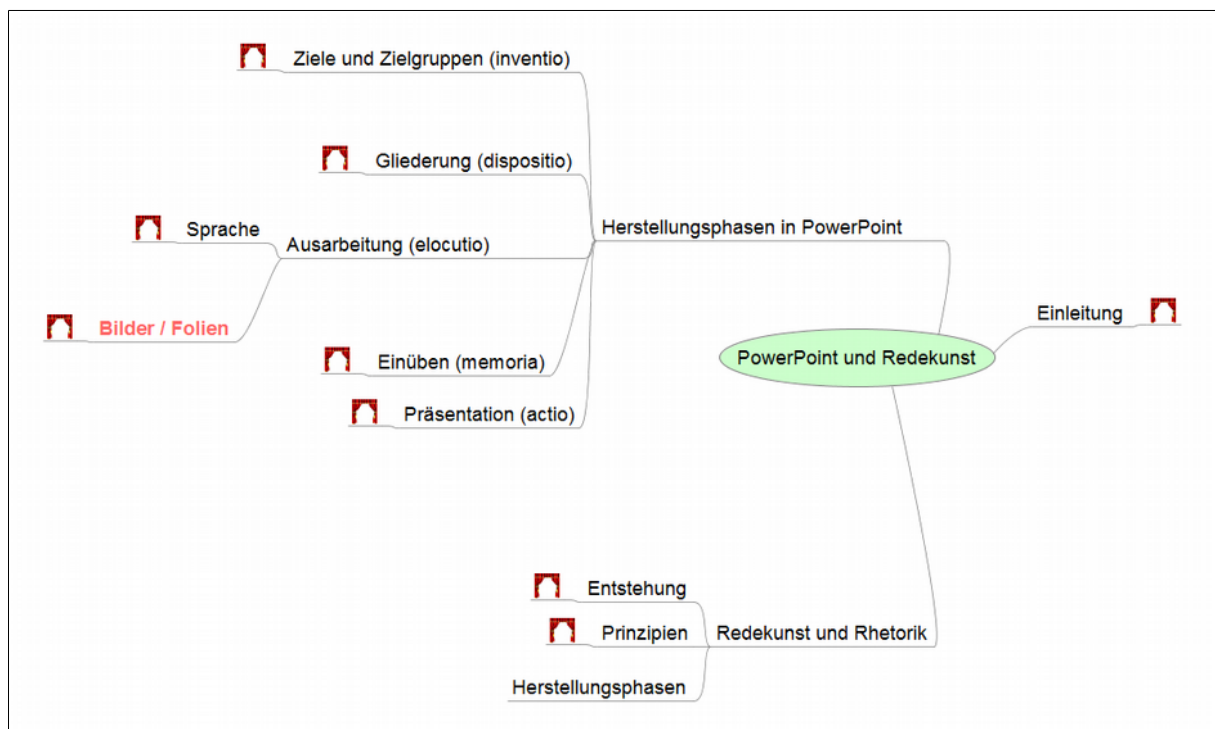 Ziele und Zielgruppen (inventio)
Gliederung (dispositio)
Sprache
Ausarbeitung (elocutio)
Herstellungsphasen in PowerPoint
Bilder / Folien
Einleitung
PowerPoint und Redekunst
Einüben (memoria)
Präsentation (actio)
Entstehung
Prinzipien
Redekunst und Rhetorik
Herstellungsphasen